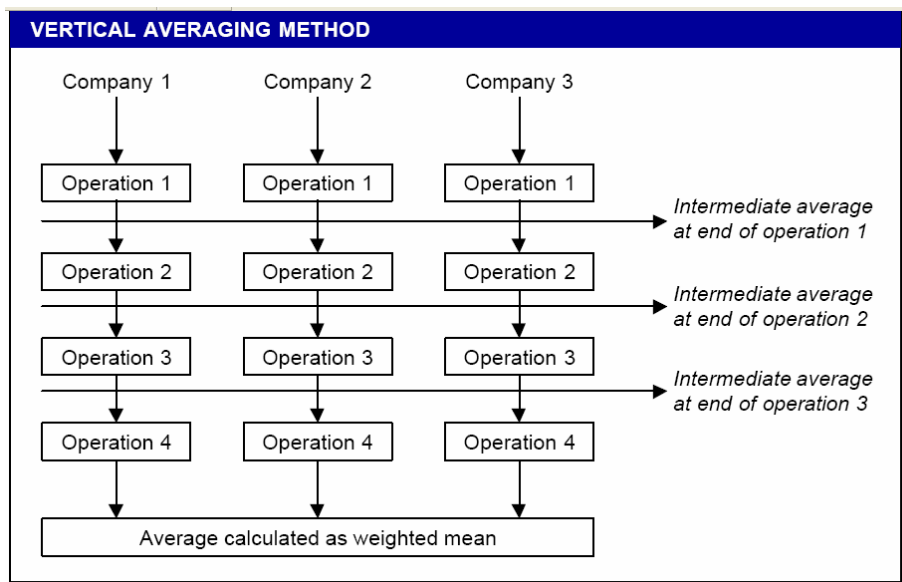 VERTICAL AVERAGING METHOD
Company 1
Company 2
Company 3
Operation 1
Operation 1
Operation 1
Intermediate average
at end of operation 1
Operation 2
Operation 2
Operation 2
Intermediate average
at end of operation 2
Operation 3
Operation 3
Operation 3
Intermediate average
at end of operation 3
Operation 4
Operation 4
Operation 4
Average calculated as weighted mean